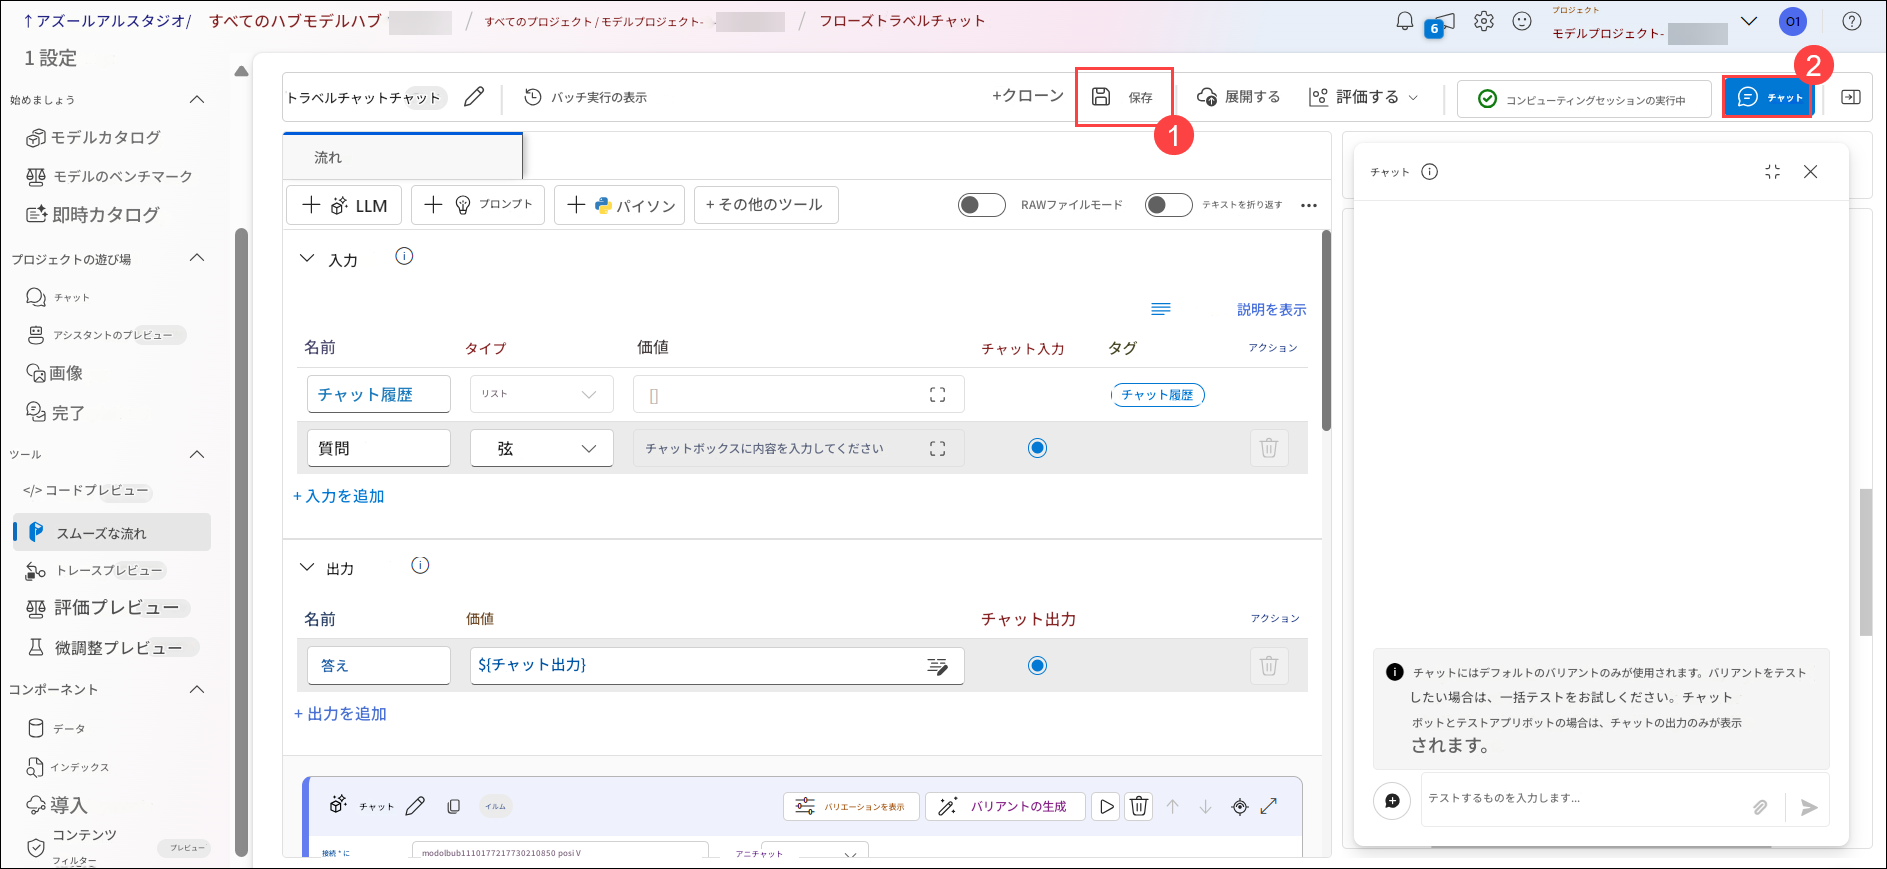 ↑アズールアルスタジオ/ すべてのハブモデルハブ / すべてのプロジェクト / モデルプロジェクト- / フローズトラベルチャット
6
プロジェクト
モデルプロジェクト-
O1
1 設定
始めましょう
モデルカタログ
モデルのベンチマーク
即時カタログ
プロジェクトの遊び場
チャット
アシスタントのプレビュー
画像
完了
ツール
</> コードプレビュー
スムーズな流れ
トレースプレビュー
評価プレビュー
微調整プレビュー
コンポーネント
データ
インデックス
導入
コンテンツ
フィルター
プレビュー
トラベルチャットチャット
バッチ実行の表示
+クローン
保存
1
展開する
評価する
コンピューティングセッションの実行中
チャット
2
流れ
+ LLM
+ プロンプト
+ パイソン
+ その他のツール
RAWファイルモード
テキストを折り返す
...
入力
説明を表示
名前 タイプ 価値 チャット入力 タグ アクション
チャット履歴 リスト [] チャット履歴
質問 弦 チャットボックスに内容を入力してください
+ 入力を追加
出力
名前 価値 チャット出力 アクション
答え ${チャット出力}
+ 出力を追加
チャット
イルム
バリエーションを表示
バリアントの生成
接続 * に
modolbub1110177217730210850 posi V
アニチャット
チャット
チャットにはデフォルトのバリアントのみが使用されます。バリアントをテスト
したい場合は、一括テストをお試しください。チャット
ボットとテストアプリボットの場合は、チャットの出力のみが表示
されます。
テストするものを入力します...